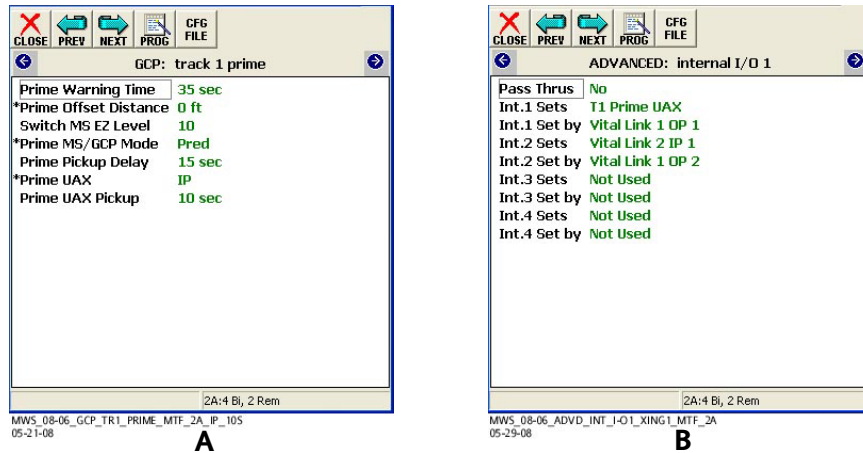 CLOSE PREV NEXT PROG CFG FILE
GCP: track 1 prime
Prime Warning Time 35 sec
*Prime Offset Distance 0 ft
Switch MS EZ Level 10
*Prime MS/GCP Mode Pred
Prime Pickup Delay 15 sec
*Prime UAX IP
Prime UAX Pickup 10 sec
2A:4 Bi, 2 Rem
MWS_08-06_GCP_TR1_PRIME_MTF_2A_IP_10S
05-21-08
A
CLOSE PREV NEXT PROG CFG FILE
ADVANCED: internal I/O 1
Pass Thrus No
Int.1 Sets T1 Prime UAX
Int.1 Set by Vital Link 1 OP 1
Int.2 Sets Vital Link 2 IP 1
Int.2 Set by Vital Link 1 OP 2
Int.3 Sets Not Used
Int.3 Set by Not Used
Int.4 Sets Not Used
Int.4 Set by Not Used
2A:4 Bi, 2 Rem
MWS_08-06_ADVD_INT_I-O1_XING1_MTF_2A
05-29-08
B